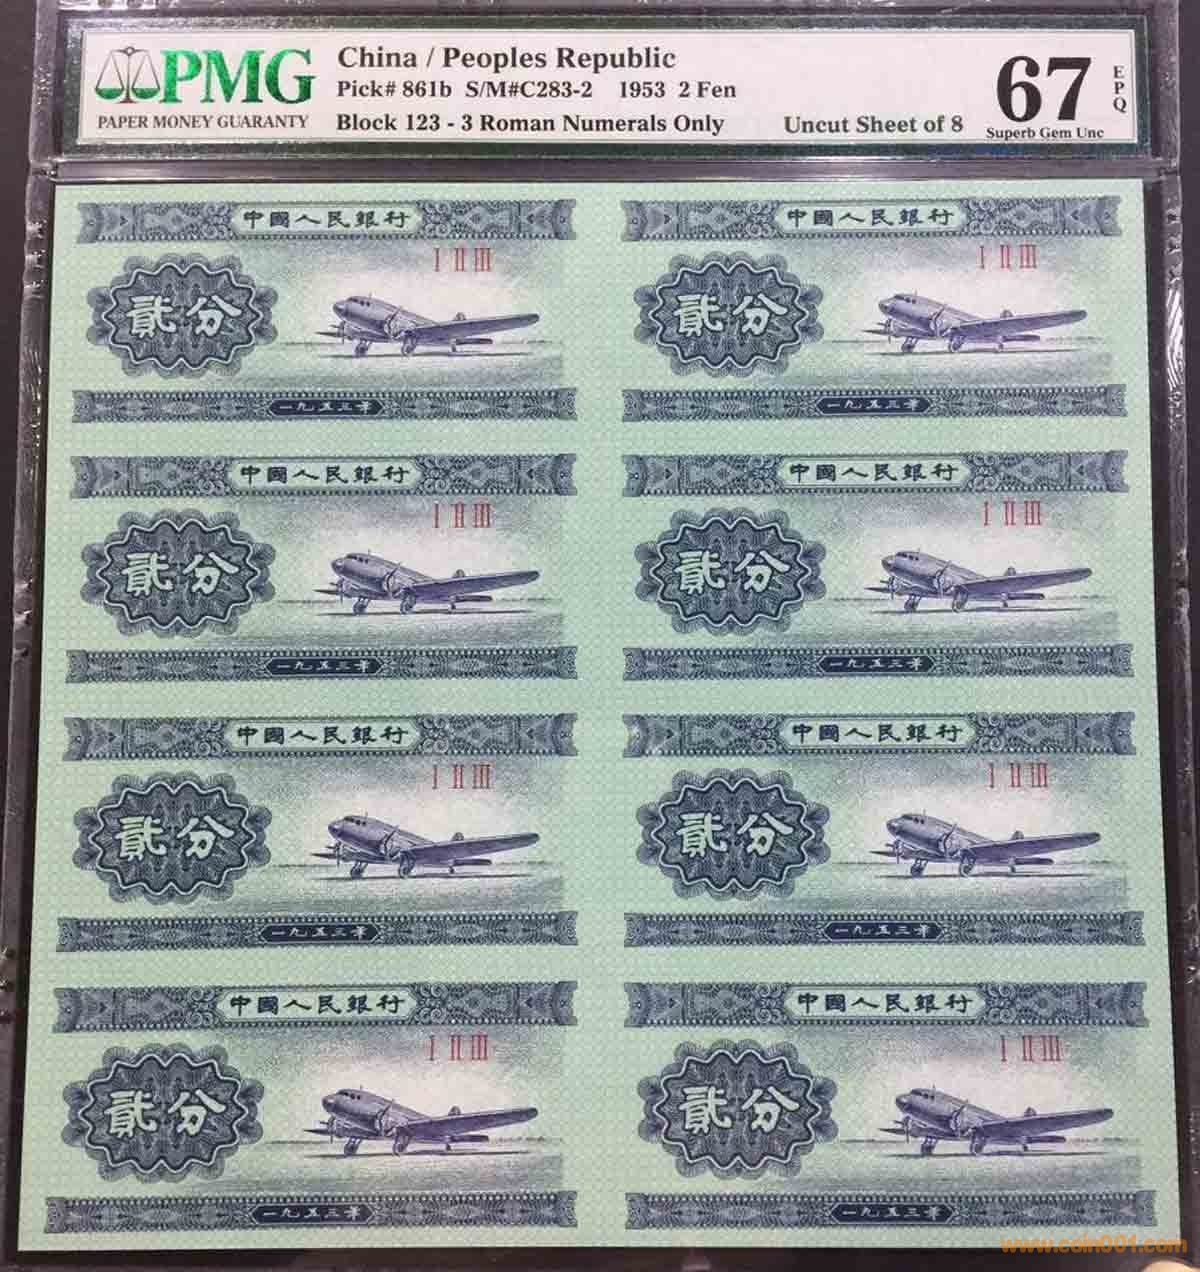 PMG
PAPER MONEY GUARANTY
China / Peoples Republic
Pick# 861b S/M#C283-2 1953 2 Fen
Block 123 - 3 Roman Numerals Only
Uncut Sheet of 8
67
EPQ
Superb Gem Unc
中國人民銀行
I II III
貳分
一九五三年
中國人民銀行
I II III
貳分
一九五三年
中國人民銀行
I II III
貳分
一九五三年
中國人民銀行
I II III
貳分
一九五三年
中國人民銀行
I II III
貳分
一九五三年
中國人民銀行
I II III
貳分
一九五三年
中國人民銀行
I II III
貳分
一九五三年
中國人民銀行
I II III
貳分
一九五三年
www.coin001.com